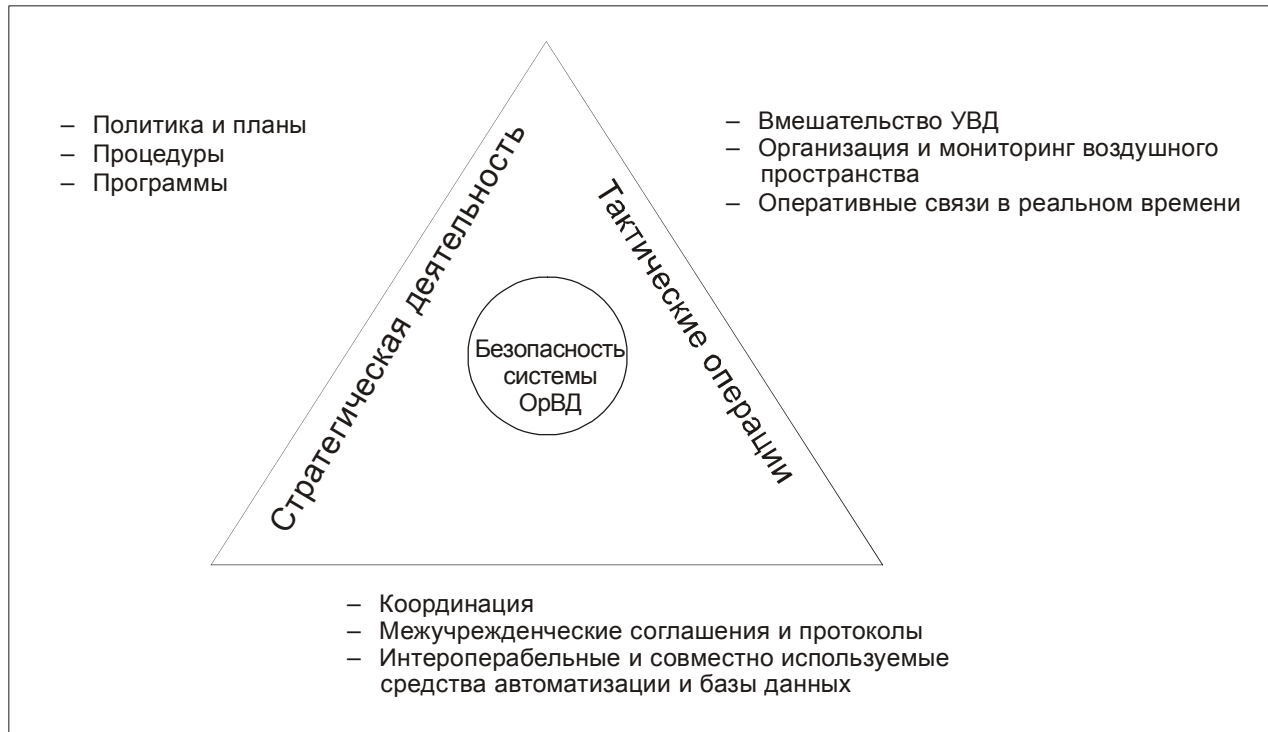 – Политика и планы
– Процедуры
– Программы
– Вмешательство УВД
– Организация и мониторинг воздушного
пространства
– Оперативные связи в реальном времени
Стратегическая деятельность
Тактические операции
Безопасность
системы
ОрВД
– Координация
– Межучрежденческие соглашения и протоколы
– Интероперабельные и совместно используемые
средства автоматизации и базы данных